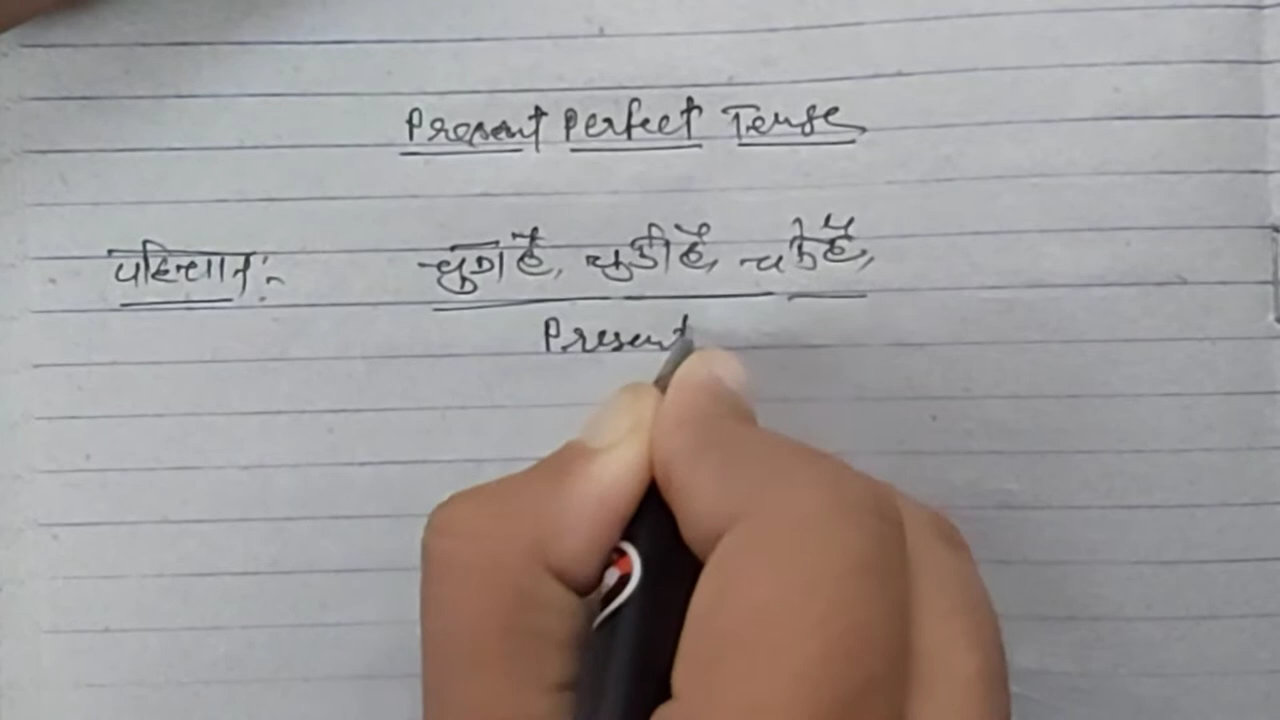 Present Perfect Tense
पहिचान :- चुका है, चुकी है, चुके हैं,
Present